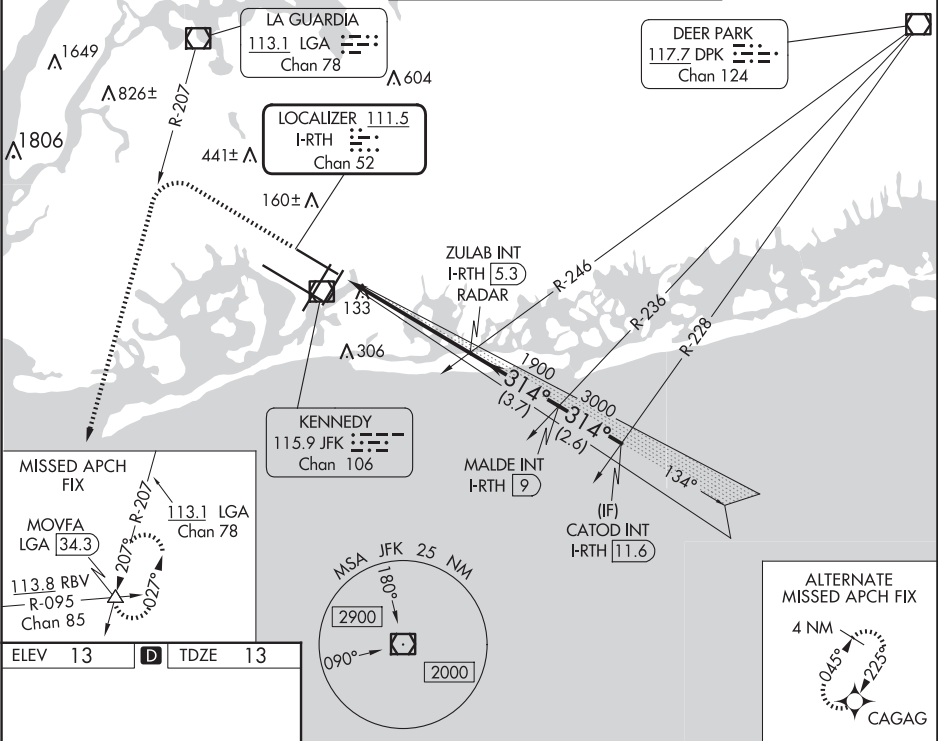 LA GUARDIA
113.1 LGA
Chan 78
DEER PARK
117.7 DPK
Chan 124
1649
604
826±
R-207
LOCALIZER 111.5
I-RTH
Chan 52
1806
441±
160±
ZULAB INT
I-RTH 5.3
RADAR
R-246
R-236
R-228
133
306
1900
3000
314°
314°
(3.7)
(2.6)
134°
KENNEDY
115.9 JFK
Chan 106
MALDE INT
I-RTH 9
(IF)
CATOD INT
I-RTH 11.6
MISSED APCH
FIX
R-207
113.1 LGA
Chan 78
MOVFA
LGA 34.3
207°
027°
113.8 RBV
R-095
Chan 85
MSA JFK 25 NM
180°
2900
090°
2000
ALTERNATE
MISSED APCH FIX
4 NM
045°
225°
CAGAG
ELEV 13 D TDZE 13